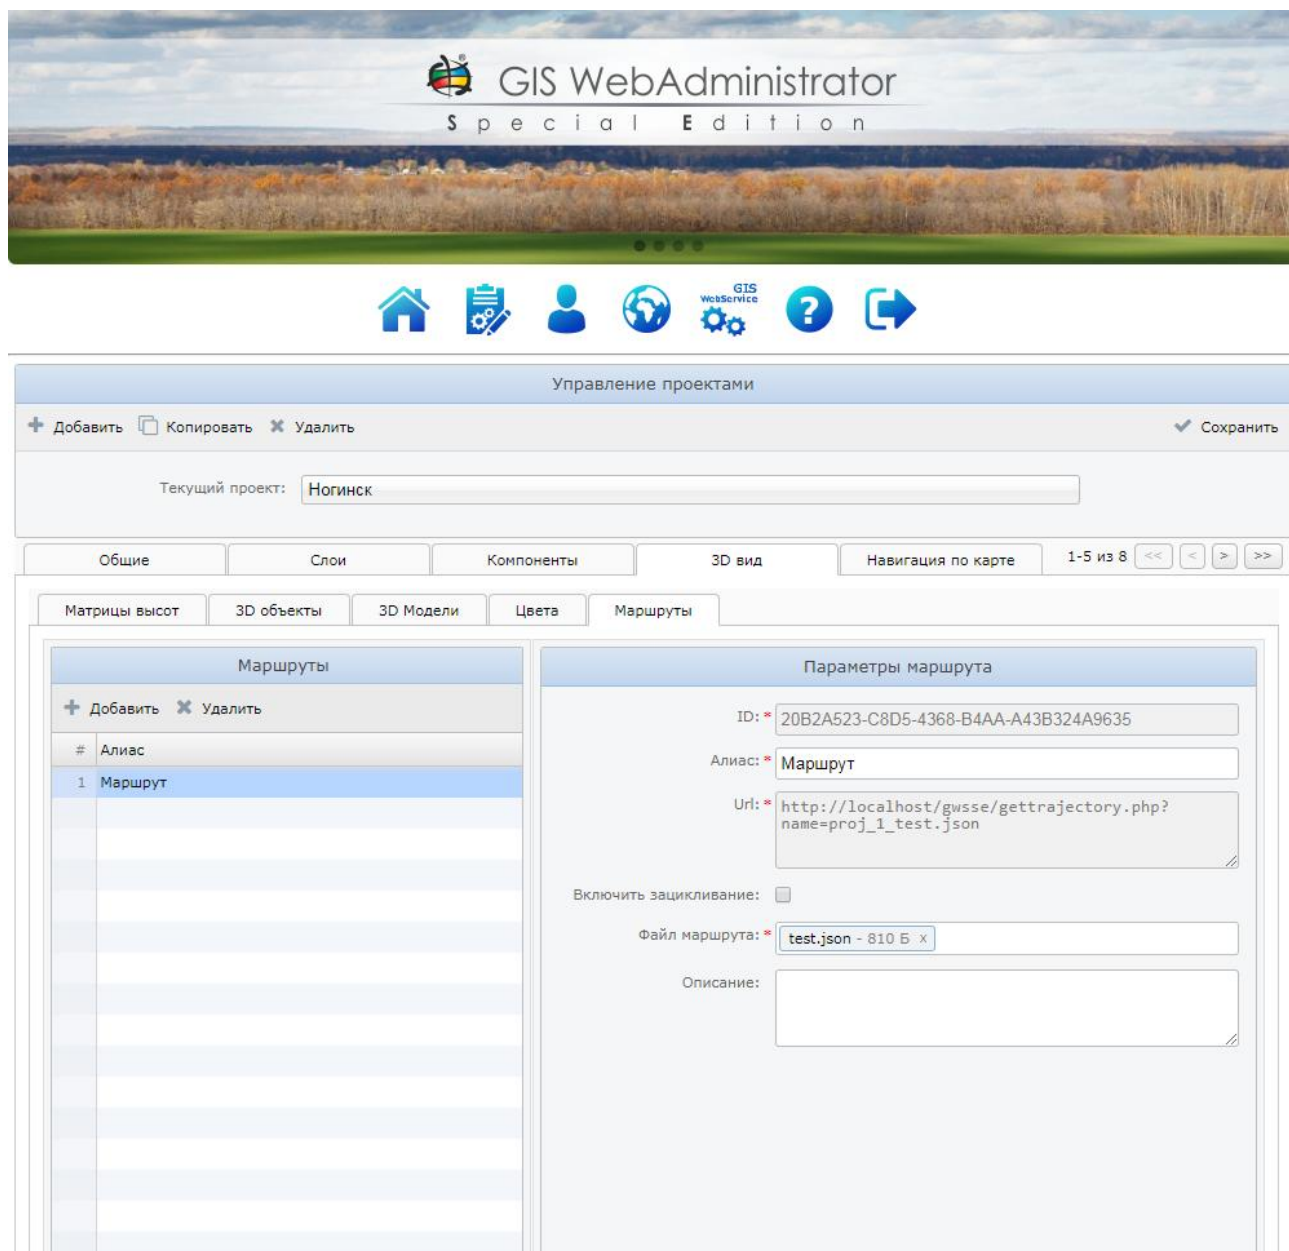 GIS WebAdministrator
Special Edition
GIS
WebService
?
Управление проектами
Добавить Копировать Удалить Сохранить
Текущий проект: Ногинск
Общие Слои Компоненты 3D вид Навигация по карте 1-5 из 8 << < > >>
Матрицы высот 3D объекты 3D Модели Цвета Маршруты
Маршруты
Добавить Удалить
# Алиас
1 Маршрут
Параметры маршрута
ID: * 20B2A523-C8D5-4368-B4AA-A43B324A9635
Алиас: * Маршрут
Url: * http://localhost/gwsse/gettrajectory.php?
name=proj_1_test.json
Включить зацикливание:
Файл маршрута: * test.json - 810 Б x
Описание: